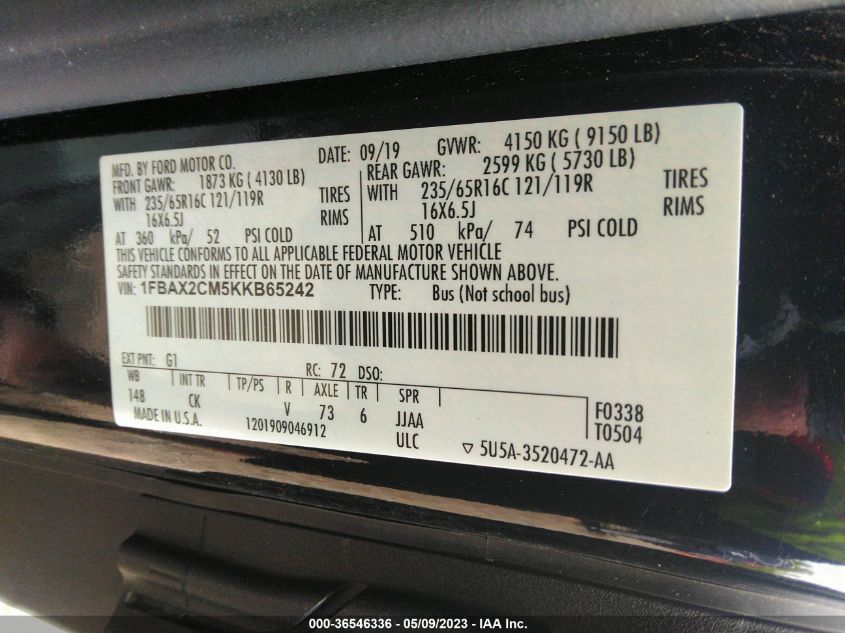 MFD. BY FORD MOTOR CO. DATE: 09/19 GVWR: 4150 KG ( 9150 LB)
FRONT GAWR: 1873 KG ( 4130 LB) REAR GAWR: 2599 KG ( 5730 LB)
WITH 235/65R16C 121/119R TIRES WITH 235/65R16C 121/119R TIRES
16X6.5J RIMS 16X6.5J RIMS
AT 360 kPa/ 52 PSI COLD AT 510 kPa/ 74 PSI COLD
THIS VEHICLE CONFORMS TO ALL APPLICABLE FEDERAL MOTOR VEHICLE
SAFETY STANDARDS IN EFFECT ON THE DATE OF MANUFACTURE SHOWN ABOVE.
VIN: 1FBAX2CM5KKB65242 TYPE: Bus (Not school bus)
EXT PNT: G1 RC: 72 DSO:
WB INT TR TP/PS R AXLE TR SPR
148 CK V 73 6 JJAA F0338
MADE IN U.S.A. 1201909046912 ULC T0504
▽ 5U5A-3520472-AA
000-36546336 - 05/09/2023 - IAA Inc.